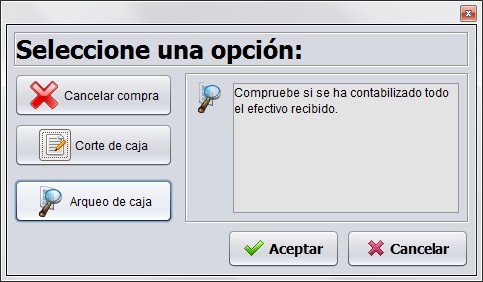 Seleccione una opción:
Cancelar compra
Compruebe si se ha contabilizado todo
el efectivo recibido.
Corte de caja
Arqueo de caja
Aceptar
Cancelar